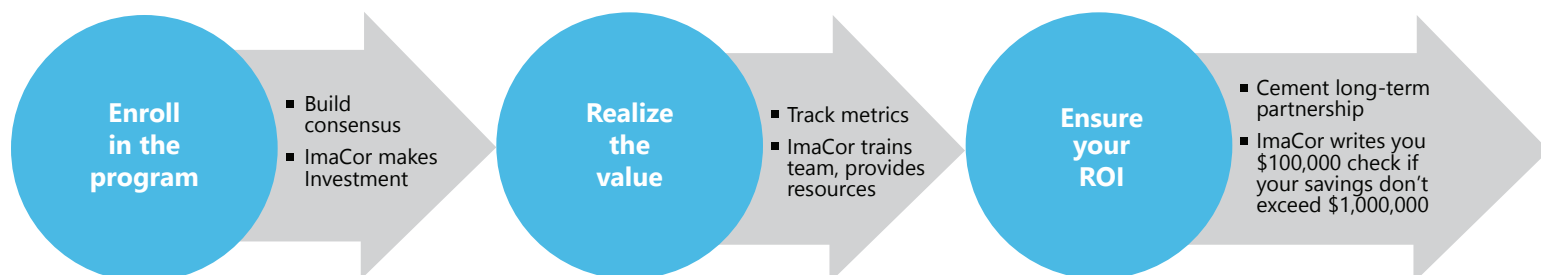 Enroll
in the
program
▪ Build
consensus
▪ ImaCor makes
Investment
Realize
the
value
▪ Track metrics
▪ ImaCor trains
team, provides
resources
Ensure
your
ROI
▪ Cement long-term
partnership
▪ ImaCor writes you
$100,000 check if
your savings don’t
exceed $1,000,000